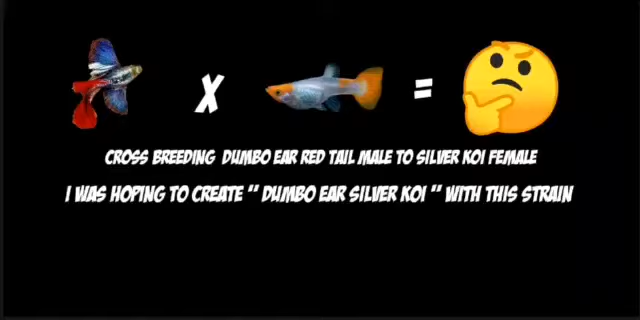 X =
CROSS BREEDING DUMBO EAR RED TAIL MALE TO SILVER KOI FEMALE
I WAS HOPING TO CREATE " DUMBO EAR SILVER KOI " WITH THIS STRAIN